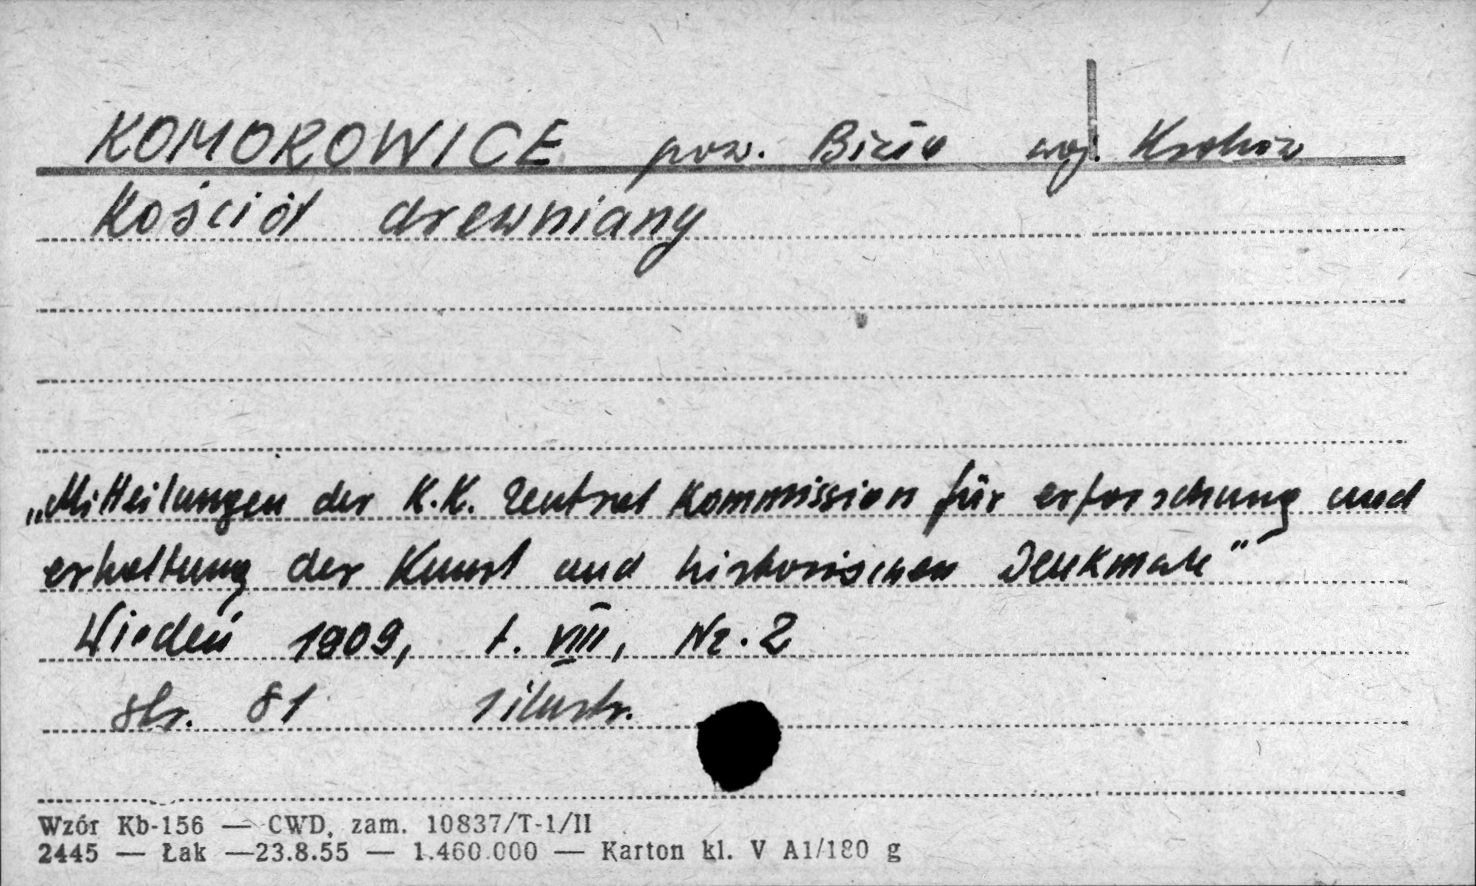 KOMOROWICE pow. Biała woj. Kraków
Kościół drewniany
„Mitteilungen der K.K. Zentral Kommission für erforschung und
erhaltung der Kunst und historischen Denkmale"
Wiedeń 1909, t. VIII, Nr. 2
str. 81 1 ilustr.
Wzór Kb-156 — CWD, zam. 10837/T-1/II
2445 — Łak —23.8.55 — 1.460.000 — Karton kl. V A1/180 g